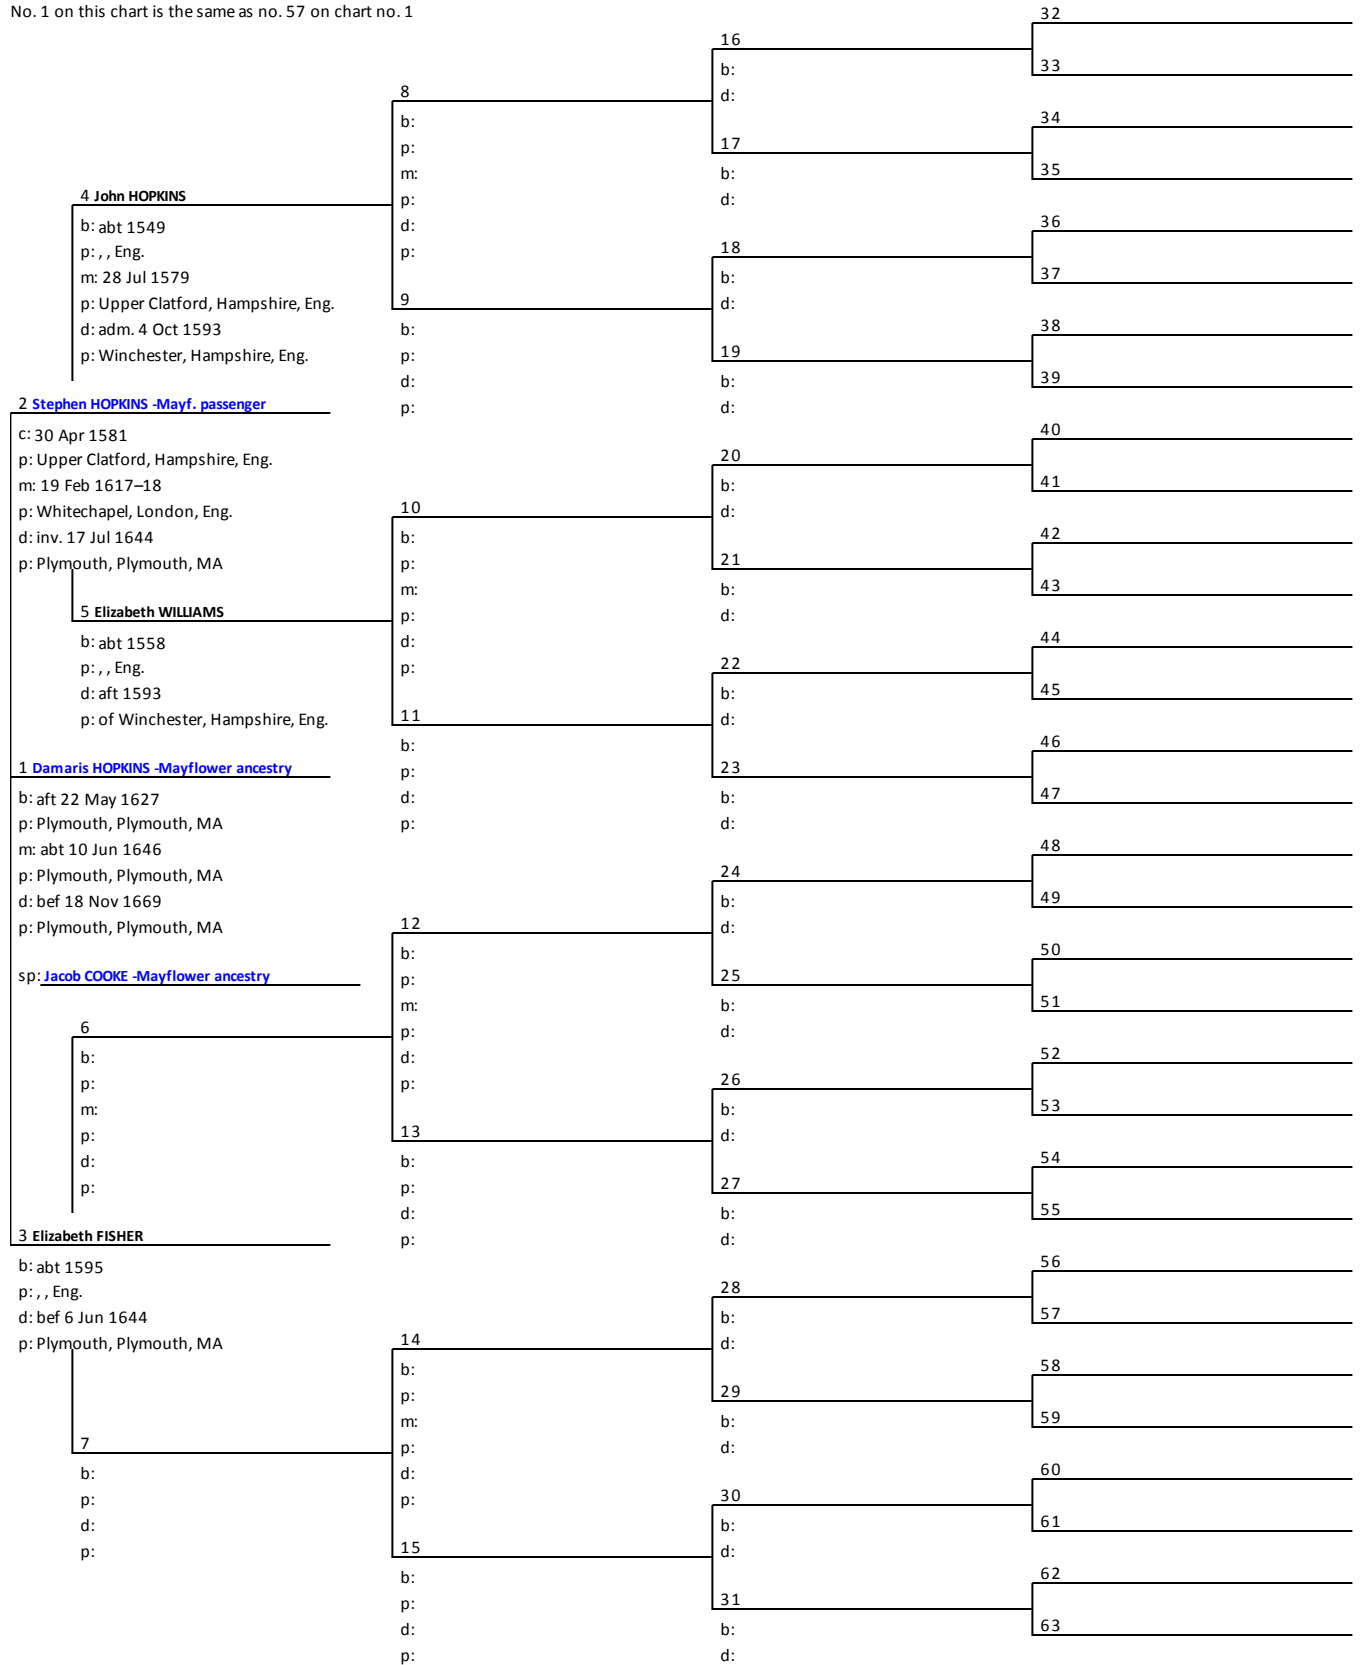 No. 1 on this chart is the same as no. 57 on chart no. 1
4 John HOPKINS
b: abt 1549
p: , , Eng.
m: 28 Jul 1579
p: Upper Clatford, Hampshire, Eng.
d: adm. 4 Oct 1593
p: Winchester, Hampshire, Eng.
2 Stephen HOPKINS -Mayf. passenger
c: 30 Apr 1581
p: Upper Clatford, Hampshire, Eng.
m: 19 Feb 1617–18
p: Whitechapel, London, Eng.
d: inv. 17 Jul 1644
p: Plymouth, Plymouth, MA
5 Elizabeth WILLIAMS
b: abt 1558
p: , , Eng.
d: aft 1593
p: of Winchester, Hampshire, Eng.
1 Damaris HOPKINS -Mayflower ancestry
b: aft 22 May 1627
p: Plymouth, Plymouth, MA
m: abt 10 Jun 1646
p: Plymouth, Plymouth, MA
d: bef 18 Nov 1669
p: Plymouth, Plymouth, MA
sp: Jacob COOKE -Mayflower ancestry
6
b:
p:
m:
p:
d:
p:
3 Elizabeth FISHER
b: abt 1595
p: , , Eng.
d: bef 6 Jun 1644
p: Plymouth, Plymouth, MA
7
b:
p:
d:
p:
8
b:
p:
m:
p:
d:
p:
9
b:
p:
d:
p:
10
b:
p:
m:
p:
d:
p:
11
b:
p:
d:
p:
12
b:
p:
m:
p:
d:
p:
13
b:
p:
d:
p:
14
b:
p:
m:
p:
d:
p:
15
b:
p:
d:
p:
16
b:
d:
17
b:
d:
18
b:
d:
19
b:
d:
20
b:
d:
21
b:
d:
22
b:
d:
23
b:
d:
24
b:
d:
25
b:
d:
26
b:
d:
27
b:
d:
28
b:
d:
29
b:
d:
30
b:
d:
31
b:
d:
32
33
34
35
36
37
38
39
40
41
42
43
44
45
46
47
48
49
50
51
52
53
54
55
56
57
58
59
60
61
62
63